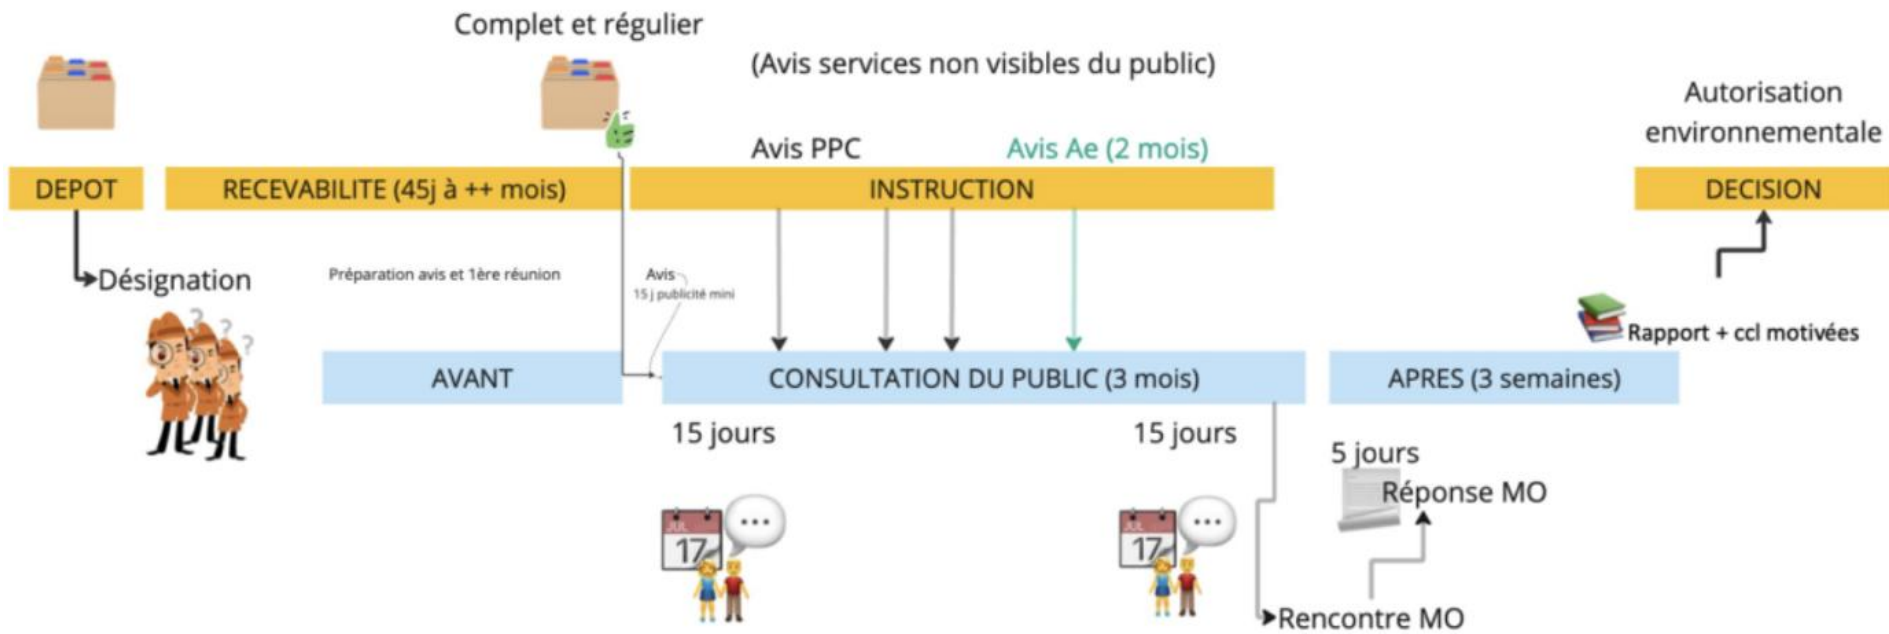 Complet et régulier
(Avis services non visibles du public)
Autorisation
environnementale
Avis PPC
Avis Ae (2 mois)
DEPOT
RECEVABILITE (45j à ++ mois)
INSTRUCTION
DECISION
Désignation
Préparation avis et 1ère réunion
Avis
15 j publicité mini
? ? ?
Rapport + ccl motivées
AVANT
CONSULTATION DU PUBLIC (3 mois)
APRES (3 semaines)
15 jours
15 jours
5 jours
Réponse MO
JUL
17
JUL
17
Rencontre MO